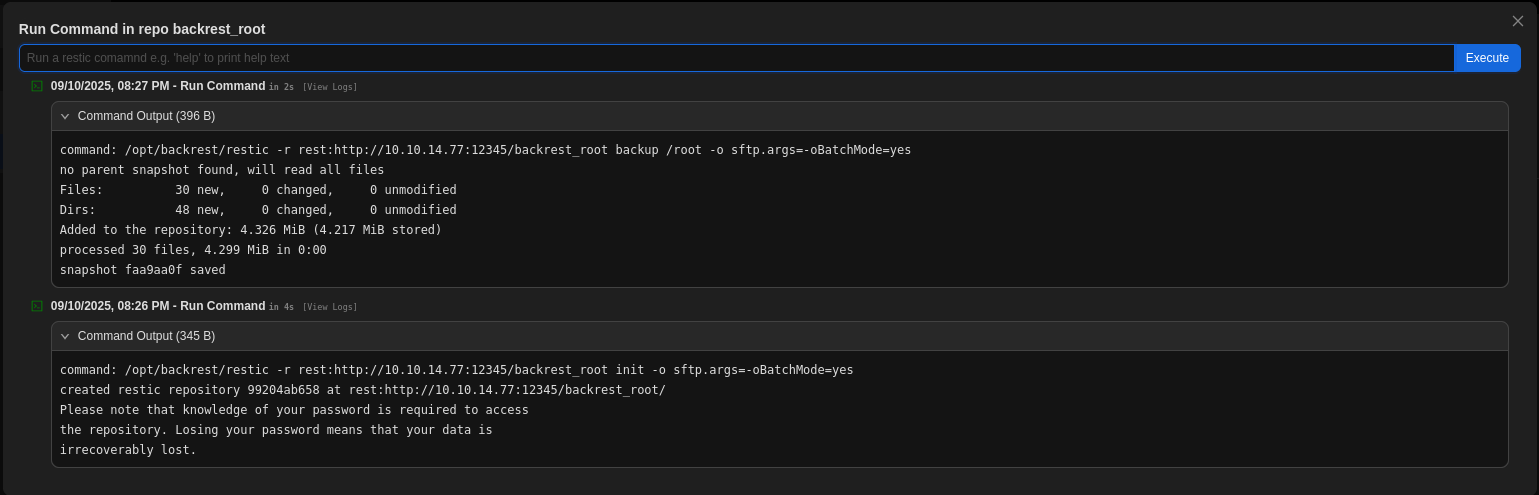 Run Command in repo backrest_root
Run a restic comamnd e.g. 'help' to print help text
Execute
09/10/2025, 08:27 PM - Run Command in 2s [View Logs]
Command Output (396 B)
command: /opt/backrest/restic -r rest:http://10.10.14.77:12345/backrest_root backup /root -o sftp.args=-oBatchMode=yes
no parent snapshot found, will read all files
Files:          30 new,     0 changed,     0 unmodified
Dirs:           48 new,     0 changed,     0 unmodified
Added to the repository: 4.326 MiB (4.217 MiB stored)
processed 30 files, 4.299 MiB in 0:00
snapshot faa9aa0f saved
09/10/2025, 08:26 PM - Run Command in 4s [View Logs]
Command Output (345 B)
command: /opt/backrest/restic -r rest:http://10.10.14.77:12345/backrest_root init -o sftp.args=-oBatchMode=yes
created restic repository 99204ab658 at rest:http://10.10.14.77:12345/backrest_root/
Please note that knowledge of your password is required to access
the repository. Losing your password means that your data is
irrecoverably lost.